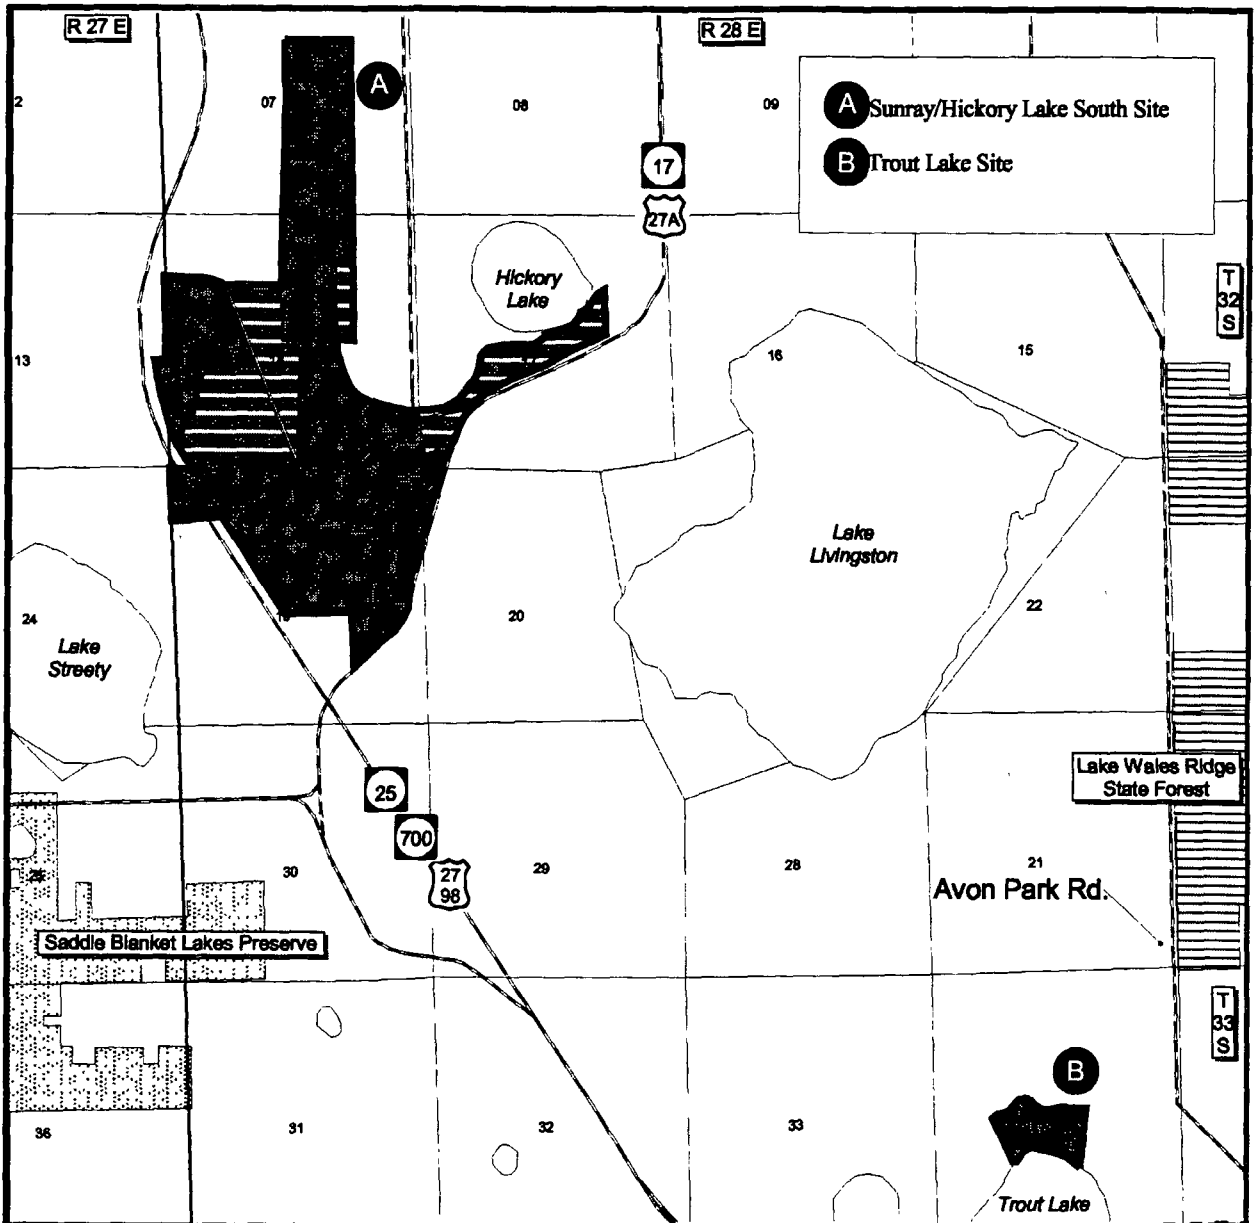 R 27 E
R 28 E
A
2
07
08
09
A Sunray/Hickory Lake South Site
B Trout Lake Site
17
27A
Hickory
Lake
T
32
S
13
16
15
Lake
Livingston
24
20
22
Lake
Streety
Lake Wales Ridge
State Forest
25
700
27
98
30
29
28
21
Avon Park Rd.
Saddle Blanket Lakes Preserve
T
33
S
B
36
31
32
33
Trout Lake